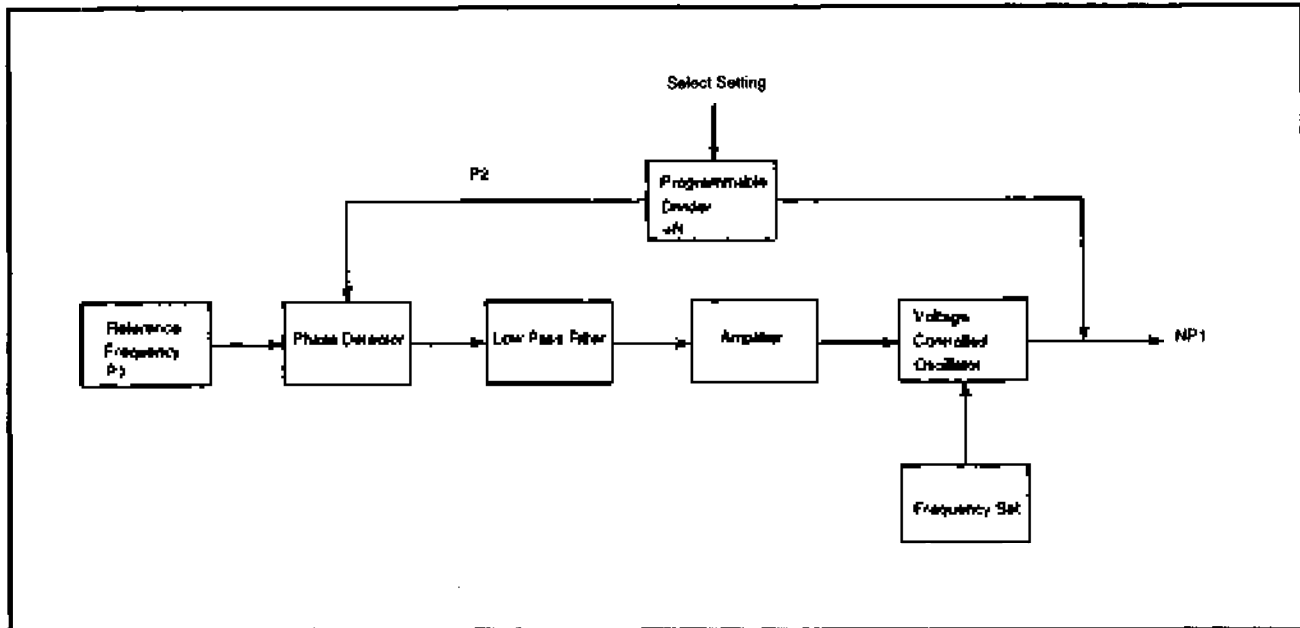 Select Setting
P2
Programmable
Divider
÷N
Reference
Frequency
Phase Detector
Low Pass Filter
Amplifier
Voltage
Controlled
Oscillator
NP1
Frequency Set